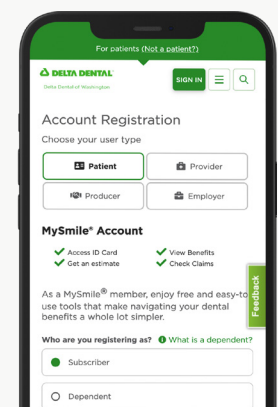 For patients (Not a patient?)
DELTA DENTAL®
Delta Dental of Washington
SIGN IN
Account Registration
Choose your user type
Patient
Provider
Producer
Employer
MySmile® Account
Access ID Card
View Benefits
Get an estimate
Check Claims
As a MySmile® member, enjoy free and easy-to
use tools that make navigating your dental
benefits a whole lot simpler.
Who are you registering as? What is a dependent?
Subscriber
Dependent
Feedback